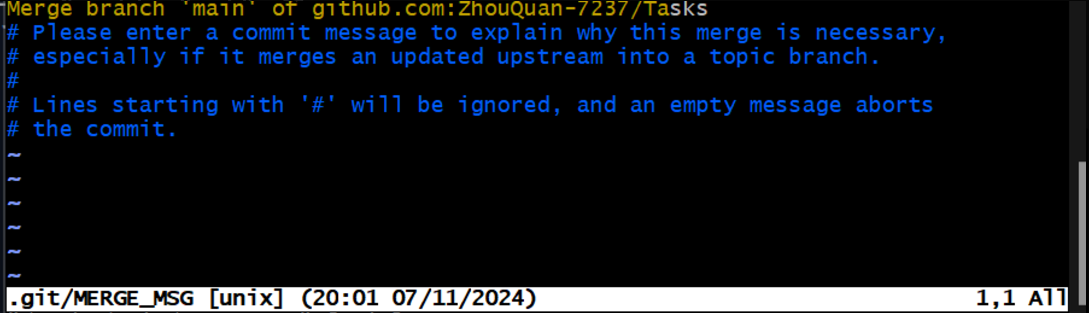 Merge branch 'main' of github.com:ZhouQuan-7237/Tasks
# Please enter a commit message to explain why this merge is necessary,
# especially if it merges an updated upstream into a topic branch.
#
# Lines starting with '#' will be ignored, and an empty message aborts
# the commit.
~
~
~
~
~
~
.git/MERGE_MSG [unix] (20:01 07/11/2024) 1,1 All